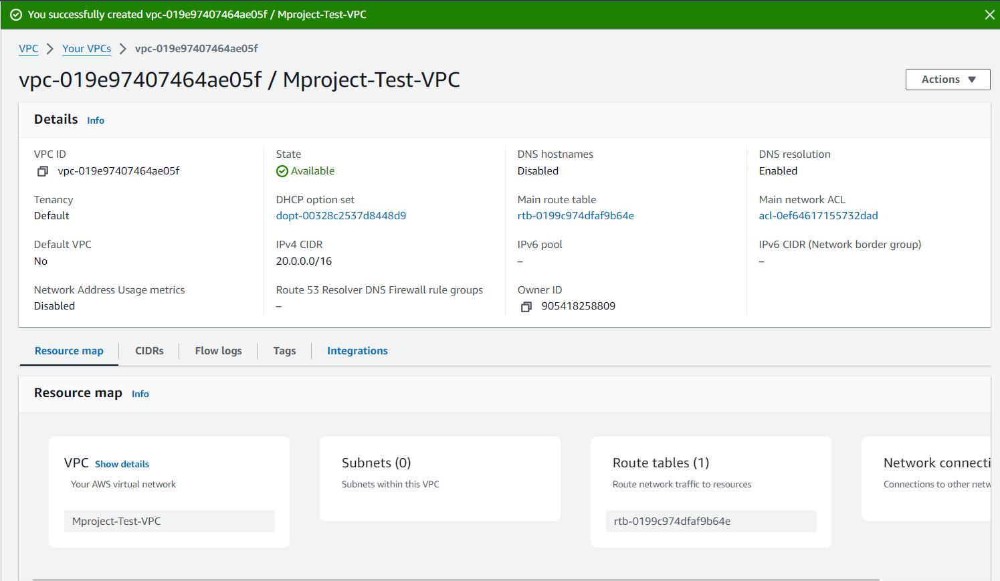 You successfully created vpc-019e97407464ae05f / Mproject-Test-VPC
VPC > Your VPCs > vpc-019e97407464ae05f
vpc-019e97407464ae05f / Mproject-Test-VPC
Actions
Details Info
VPC ID
vpc-019e97407464ae05f
State
Available
DNS hostnames
Disabled
DNS resolution
Enabled
Tenancy
Default
DHCP option set
dopt-00328c2537d8448d9
Main route table
rtb-0199c974dfaf9b64e
Main network ACL
acl-0ef64617155732dad
Default VPC
No
IPv4 CIDR
20.0.0.0/16
IPv6 pool
–
IPv6 CIDR (Network border group)
–
Network Address Usage metrics
Disabled
Route 53 Resolver DNS Firewall rule groups
–
Owner ID
905418258809
Resource map CIDRs Flow logs Tags Integrations
Resource map Info
VPC Show details
Your AWS virtual network
Mproject-Test-VPC
Subnets (0)
Subnets within this VPC
Route tables (1)
Route network traffic to resources
rtb-0199c974dfaf9b64e
Network connecti
Connections to other netw